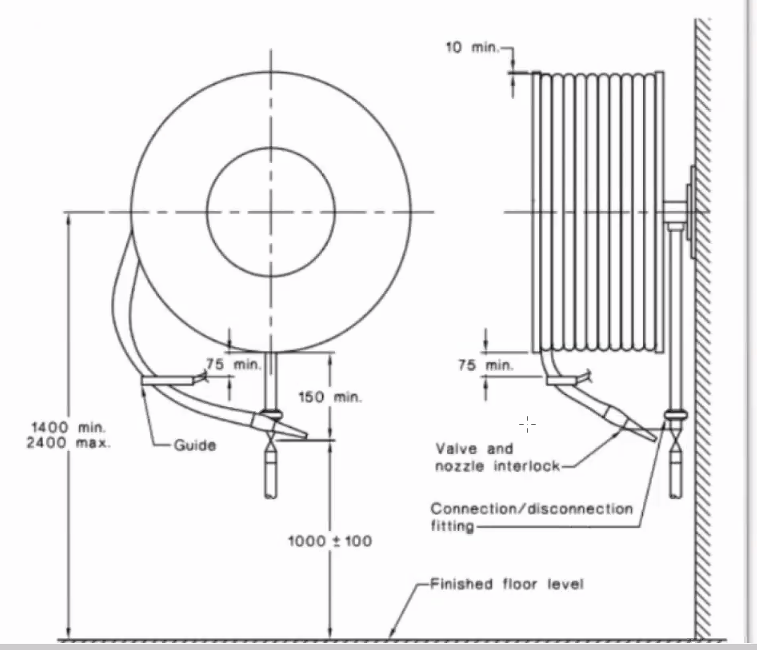 10 min.
75 min.
75 min.
150 min.
1400 min.
2400 max.
Guide
Valve and
nozzle interlock
Connection/disconnection
fitting
1000 ± 100
Finished floor level